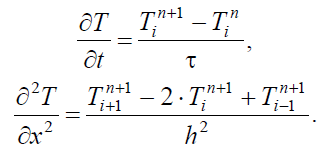 ∂T/∂t = (T_i^{n+1} − T_i^n)/τ,
∂²T/∂x² = (T_{i+1}^{n+1} − 2 · T_i^{n+1} + T_{i−1}^{n+1})/h².